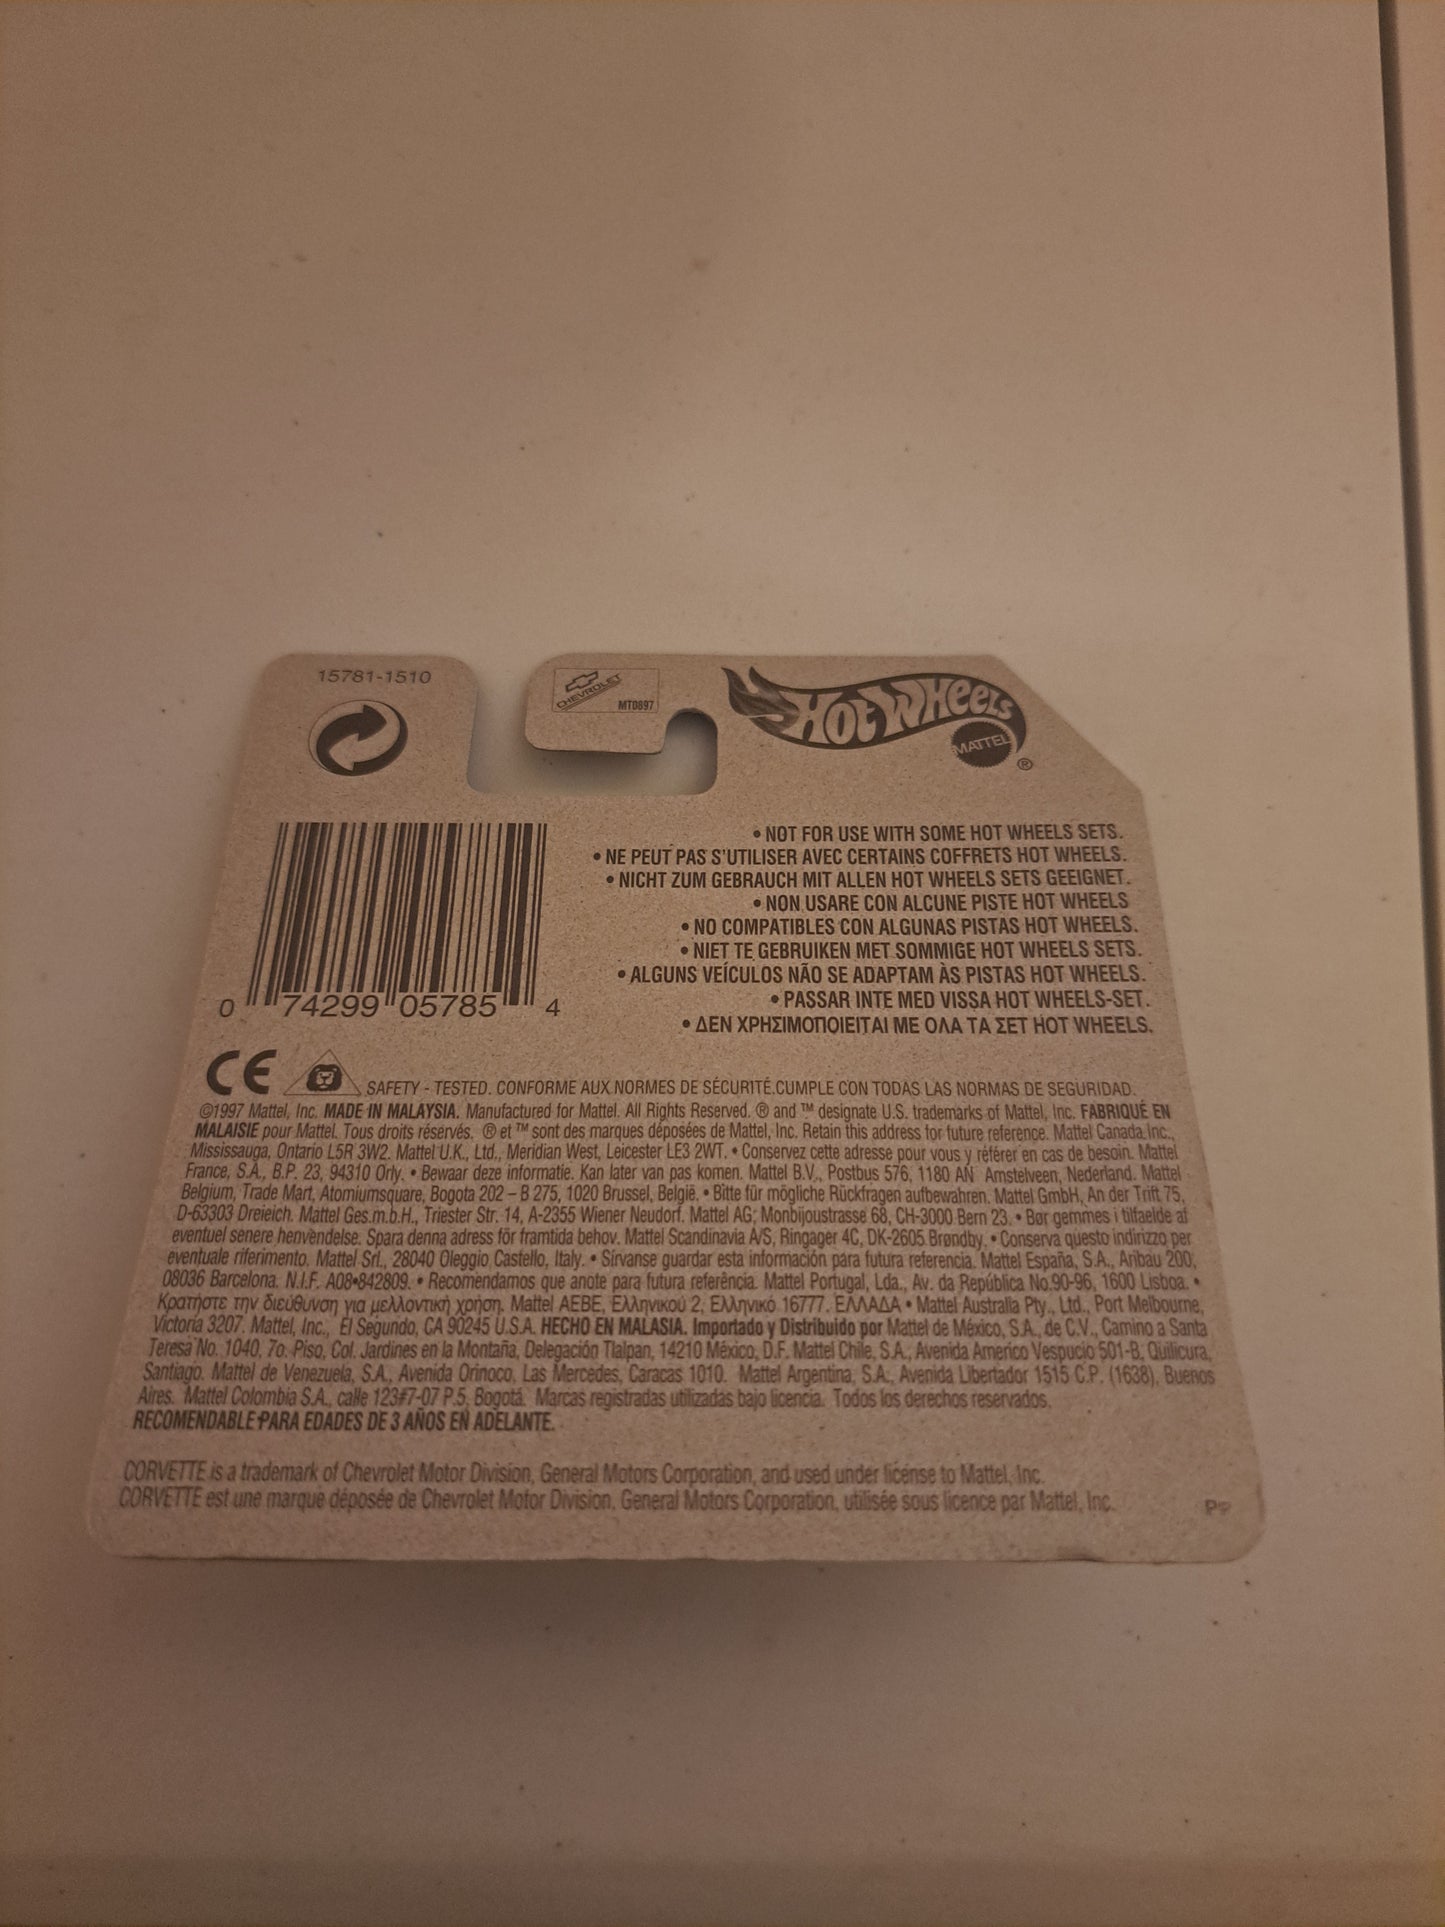 15781-1510
CHEVROLET
MT0897
HOT WHEELS
MATTEL
®
• NOT FOR USE WITH SOME HOT WHEELS SETS.
• NE PEUT PAS S'UTILISER AVEC CERTAINS COFFRETS HOT WHEELS.
• NICHT ZUM GEBRAUCH MIT ALLEN HOT WHEELS SETS GEEIGNET.
• NON USARE CON ALCUNE PISTE HOT WHEELS
• NO COMPATIBLES CON ALGUNAS PISTAS HOT WHEELS.
• NIET TE GEBRUIKEN MET SOMMIGE HOT WHEELS SETS.
• ALGUNS VEÍCULOS NÃO SE ADAPTAM ÀS PISTAS HOT WHEELS.
• PASSAR INTE MED VISSA HOT WHEELS-SET.
• ΔΕΝ ΧΡΗΣΙΜΟΠΟΙΕΙΤΑΙ ΜΕ ΟΛΑ ΤΑ ΣΕΤ HOT WHEELS.
0 74299 05785 4
CE SAFETY - TESTED. CONFORME AUX NORMES DE SÉCURITÉ.CUMPLE CON TODAS LAS NORMAS DE SEGURIDAD.
©1997 Mattel, Inc. MADE IN MALAYSIA. Manufactured for Mattel. All Rights Reserved. ® and ™ designate U.S. trademarks of Mattel, Inc. FABRIQUÉ EN
MALAISIE pour Mattel. Tous droits réservés. ® et ™ sont des marques déposées de Mattel, Inc. Retain this address for future reference. Mattel Canada Inc.,
Mississauga, Ontario L5R 3W2. Mattel U.K., Ltd., Meridian West, Leicester LE3 2WT. • Conservez cette adresse pour vous y référer en cas de besoin. Mattel
France, S.A., B.P. 23, 94310 Orly. • Bewaar deze informatie. Kan later van pas komen. Mattel B.V., Postbus 576, 1180 AN Amstelveen, Nederland. Mattel
Belgium, Trade Mart, Atomiumsquare, Bogota 202 – B 275, 1020 Brussel, België. • Bitte für mögliche Rückfragen aufbewahren. Mattel GmbH, An der Trift 75,
D-63303 Dreieich. Mattel Ges.m.b.H., Triester Str. 14, A-2355 Wiener Neudorf. Mattel AG, Monbijoustrasse 68, CH-3000 Bern 23. • Bør gemmes i tilfaelde af
eventuel senere henvendelse. Spara denna adress för framtida behov. Mattel Scandinavia A/S, Ringager 4C, DK-2605 Brøndby. • Conserva questo indirizzo per
eventuale riferimento. Mattel Srl., 28040 Oleggio Castello, Italy. • Sírvanse guardar esta información para futura referencia. Mattel España, S.A., Aribau 200,
08036 Barcelona. N.I.F. A08•842809. • Recomendamos que anote para futura referência. Mattel Portugal, Lda., Av. da República No.90-96, 1600 Lisboa. •
Κρατήστε την διεύθυνση για μελλοντική χρήση. Mattel AEBE, Ελληνικού 2, Ελληνικό 16777. ΕΛΛΑΔΑ • Mattel Australia Pty., Ltd., Port Melbourne,
Victoria 3207. Mattel, Inc., El Segundo, CA 90245 U.S.A. HECHO EN MALASIA. Importado y Distribuido por Mattel de México, S.A., de C.V., Camino a Santa
Teresa No. 1040, 7o. Piso, Col. Jardines en la Montaña, Delegación Tlalpan, 14210 México, D.F. Mattel Chile, S.A., Avenida Americo Vespucio 501-B, Quilicura,
Santiago. Mattel de Venezuela, S.A., Avenida Orinoco, Las Mercedes, Caracas 1010. Mattel Argentina, S.A., Avenida Libertador 1515 C.P. (1638), Buenos
Aires. Mattel Colombia S.A., calle 123#7-07 P.5. Bogotá. Marcas registradas utilizadas bajo licencia. Todos los derechos reservados.
RECOMENDABLE PARA EDADES DE 3 AÑOS EN ADELANTE.
CORVETTE is a trademark of Chevrolet Motor Division, General Motors Corporation, and used under license to Mattel, Inc.
CORVETTE est une marque déposée de Chevrolet Motor Division, General Motors Corporation, utilisée sous licence par Mattel, Inc.